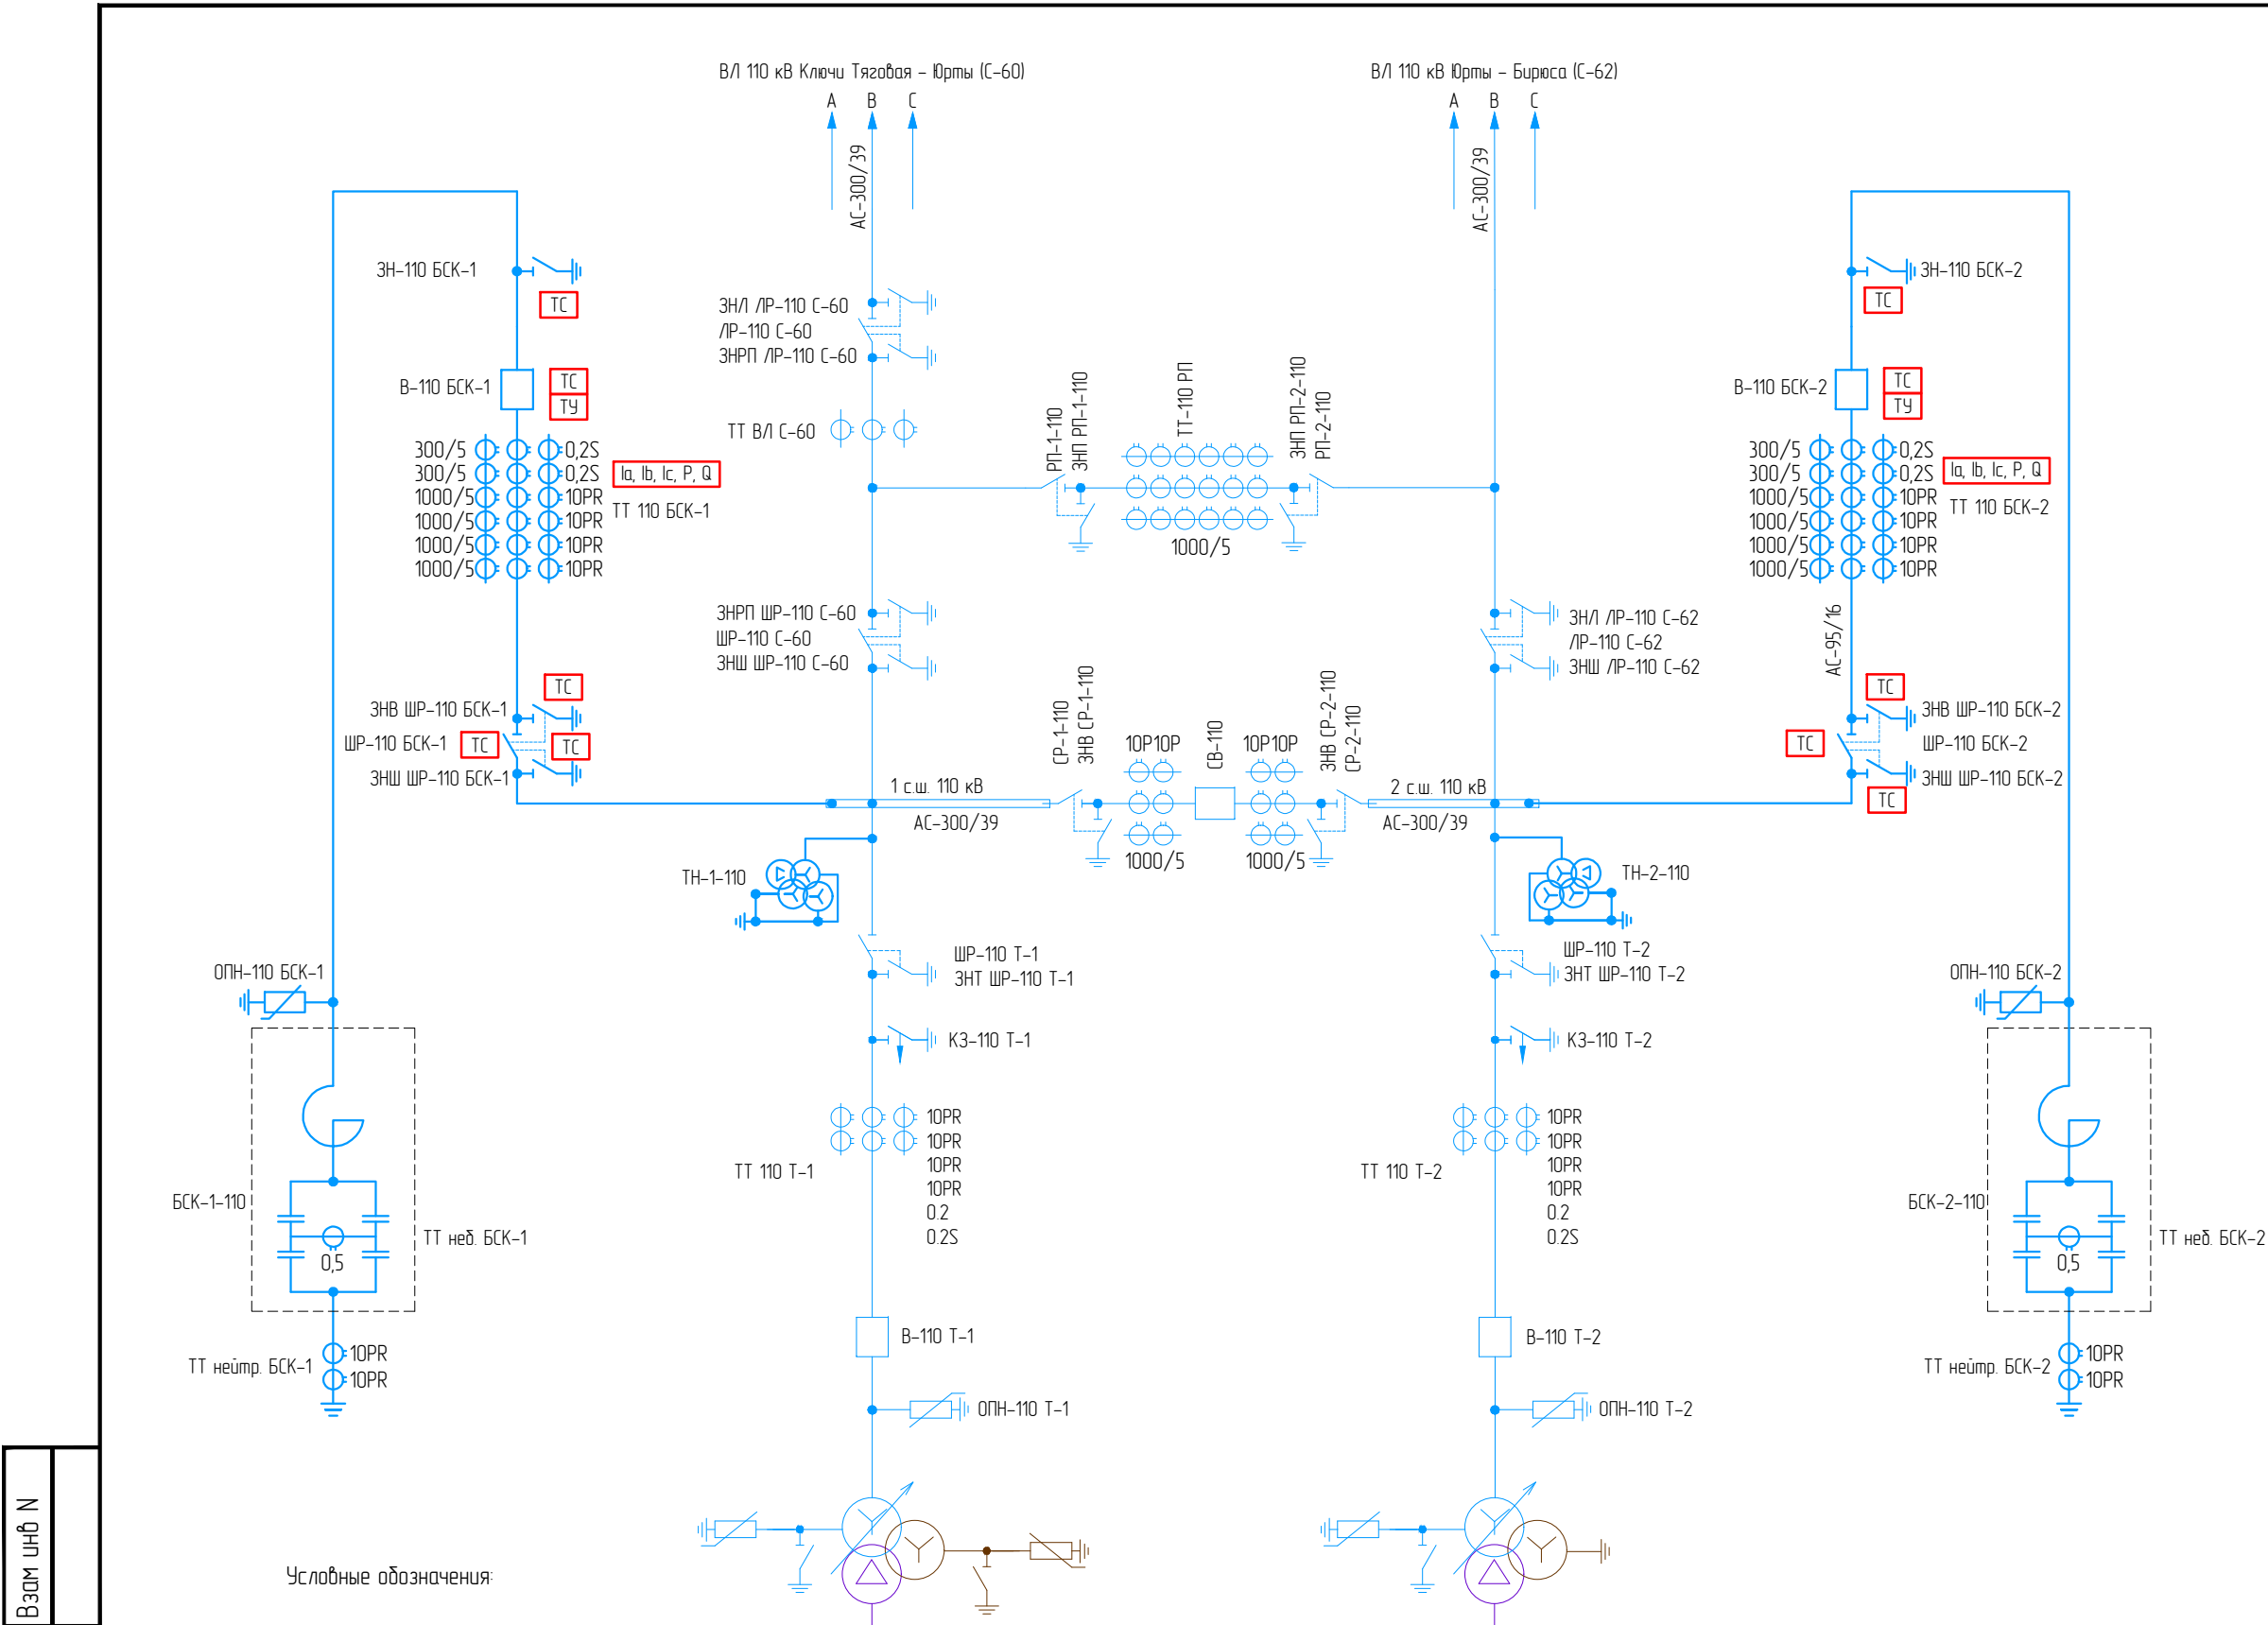 ВЛ 110 кВ Ключи Тяговая – Юрты (С-60)
A B C
АС-300/39
ВЛ 110 кВ Юрты – Бирюса (С-62)
A B C
АС-300/39
ЗН-110 БСК-1
ТС
В-110 БСК-1
ТС
ТУ
300/5 0,2S
300/5 0,2S
1000/5 10PR
1000/5 10PR
1000/5 10PR
1000/5 10PR
Ia, Ib, Ic, P, Q
ТТ 110 БСК-1
ТС
ЗНВ ШР-110 БСК-1
ШР-110 БСК-1
ТС
ТС
ЗНШ ШР-110 БСК-1
ЗНЛ ЛР-110 С-60
ЛР-110 С-60
ЗНРП ЛР-110 С-60
ТТ ВЛ С-60
РП-1-110
ЗНП РП-1-110
ТТ-110 РП
ЗНП РП-2-110
РП-2-110
1000/5
ЗНРП ШР-110 С-60
ШР-110 С-60
ЗНШ ШР-110 С-60
ЗНЛ ЛР-110 С-62
ЛР-110 С-62
ЗНШ ЛР-110 С-62
СР-1-110
ЗНВ СР-1-110
10Р10Р
СВ-110
10Р10Р
ЗНВ СР-2-110
СР-2-110
1 с.ш. 110 кВ
АС-300/39
1000/5
1000/5
2 с.ш. 110 кВ
АС-300/39
ЗН-110 БСК-2
ТС
В-110 БСК-2
ТС
ТУ
300/5 0,2S
300/5 0,2S
1000/5 10PR
1000/5 10PR
1000/5 10PR
1000/5 10PR
Ia, Ib, Ic, P, Q
ТТ 110 БСК-2
АС-95/16
ТС
ЗНВ ШР-110 БСК-2
ТС
ШР-110 БСК-2
ЗНШ ШР-110 БСК-2
ТС
ТН-1-110
ТН-2-110
ШР-110 Т-1
ЗНТ ШР-110 Т-1
КЗ-110 Т-1
ШР-110 Т-2
ЗНТ ШР-110 Т-2
КЗ-110 Т-2
ОПН-110 БСК-1
БСК-1-110
ТТ неб. БСК-1
0,5
ТТ нейтр. БСК-1
10PR
10PR
ТТ 110 Т-1
10PR
10PR
10PR
10PR
0.2
0.2S
В-110 Т-1
ОПН-110 Т-1
ТТ 110 Т-2
10PR
10PR
10PR
10PR
0.2
0.2S
В-110 Т-2
ОПН-110 Т-2
ОПН-110 БСК-2
БСК-2-110
ТТ неб. БСК-2
0,5
ТТ нейтр. БСК-2
10PR
10PR
Условные обозначения:
Взам инв N